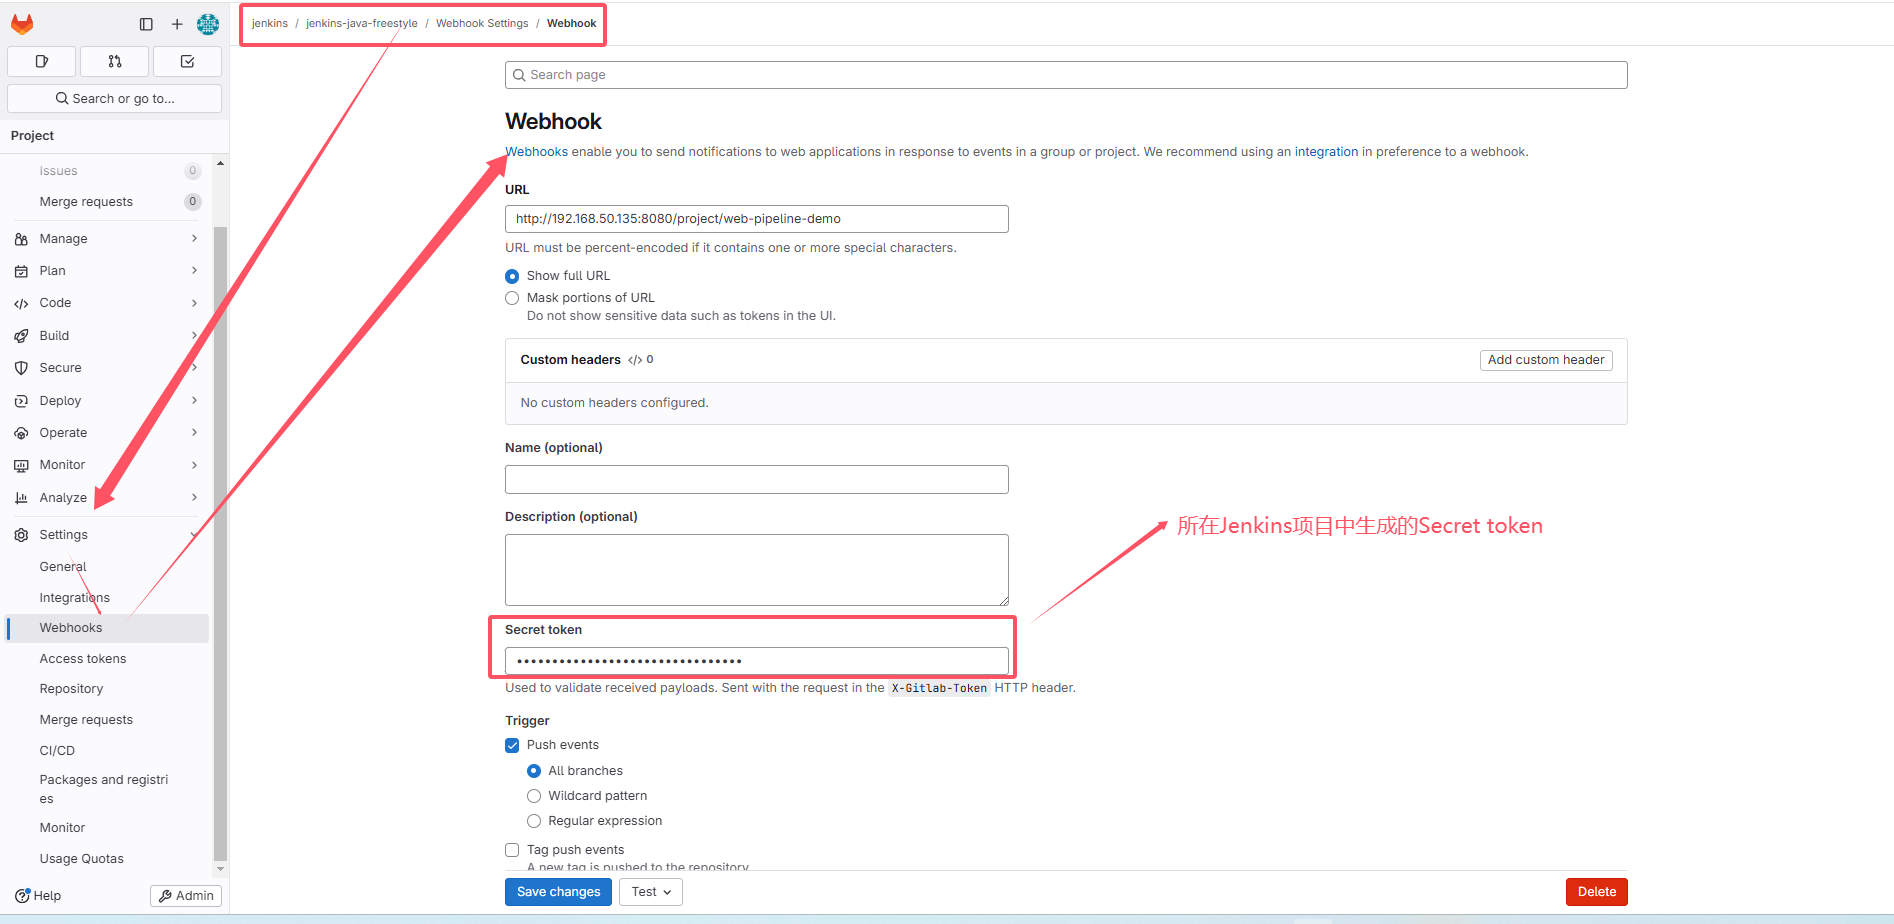 jenkins / jenkins-java-freestyle / Webhook Settings / Webhook
Search or go to...
Project
Issues 0
Merge requests 0
Manage
Plan
Code
Build
Secure
Deploy
Operate
Monitor
Analyze
Settings
General
Integrations
Webhooks
Access tokens
Repository
Merge requests
CI/CD
Packages and registri
es
Monitor
Usage Quotas
Help
Admin
Search page
Webhook
Webhooks enable you to send notifications to web applications in response to events in a group or project. We recommend using an integration in preference to a webhook.
URL
http://192.168.50.135:8080/project/web-pipeline-demo
URL must be percent-encoded if it contains one or more special characters.
Show full URL
Mask portions of URL
Do not show sensitive data such as tokens in the UI.
Custom headers </> 0
Add custom header
No custom headers configured.
Name (optional)
Description (optional)
所在Jenkins项目中生成的Secret token
Secret token
Used to validate received payloads. Sent with the request in the X-Gitlab-Token HTTP header.
Trigger
Push events
All branches
Wildcard pattern
Regular expression
Tag push events
A new tag is pushed to the repository
Save changes
Test
Delete